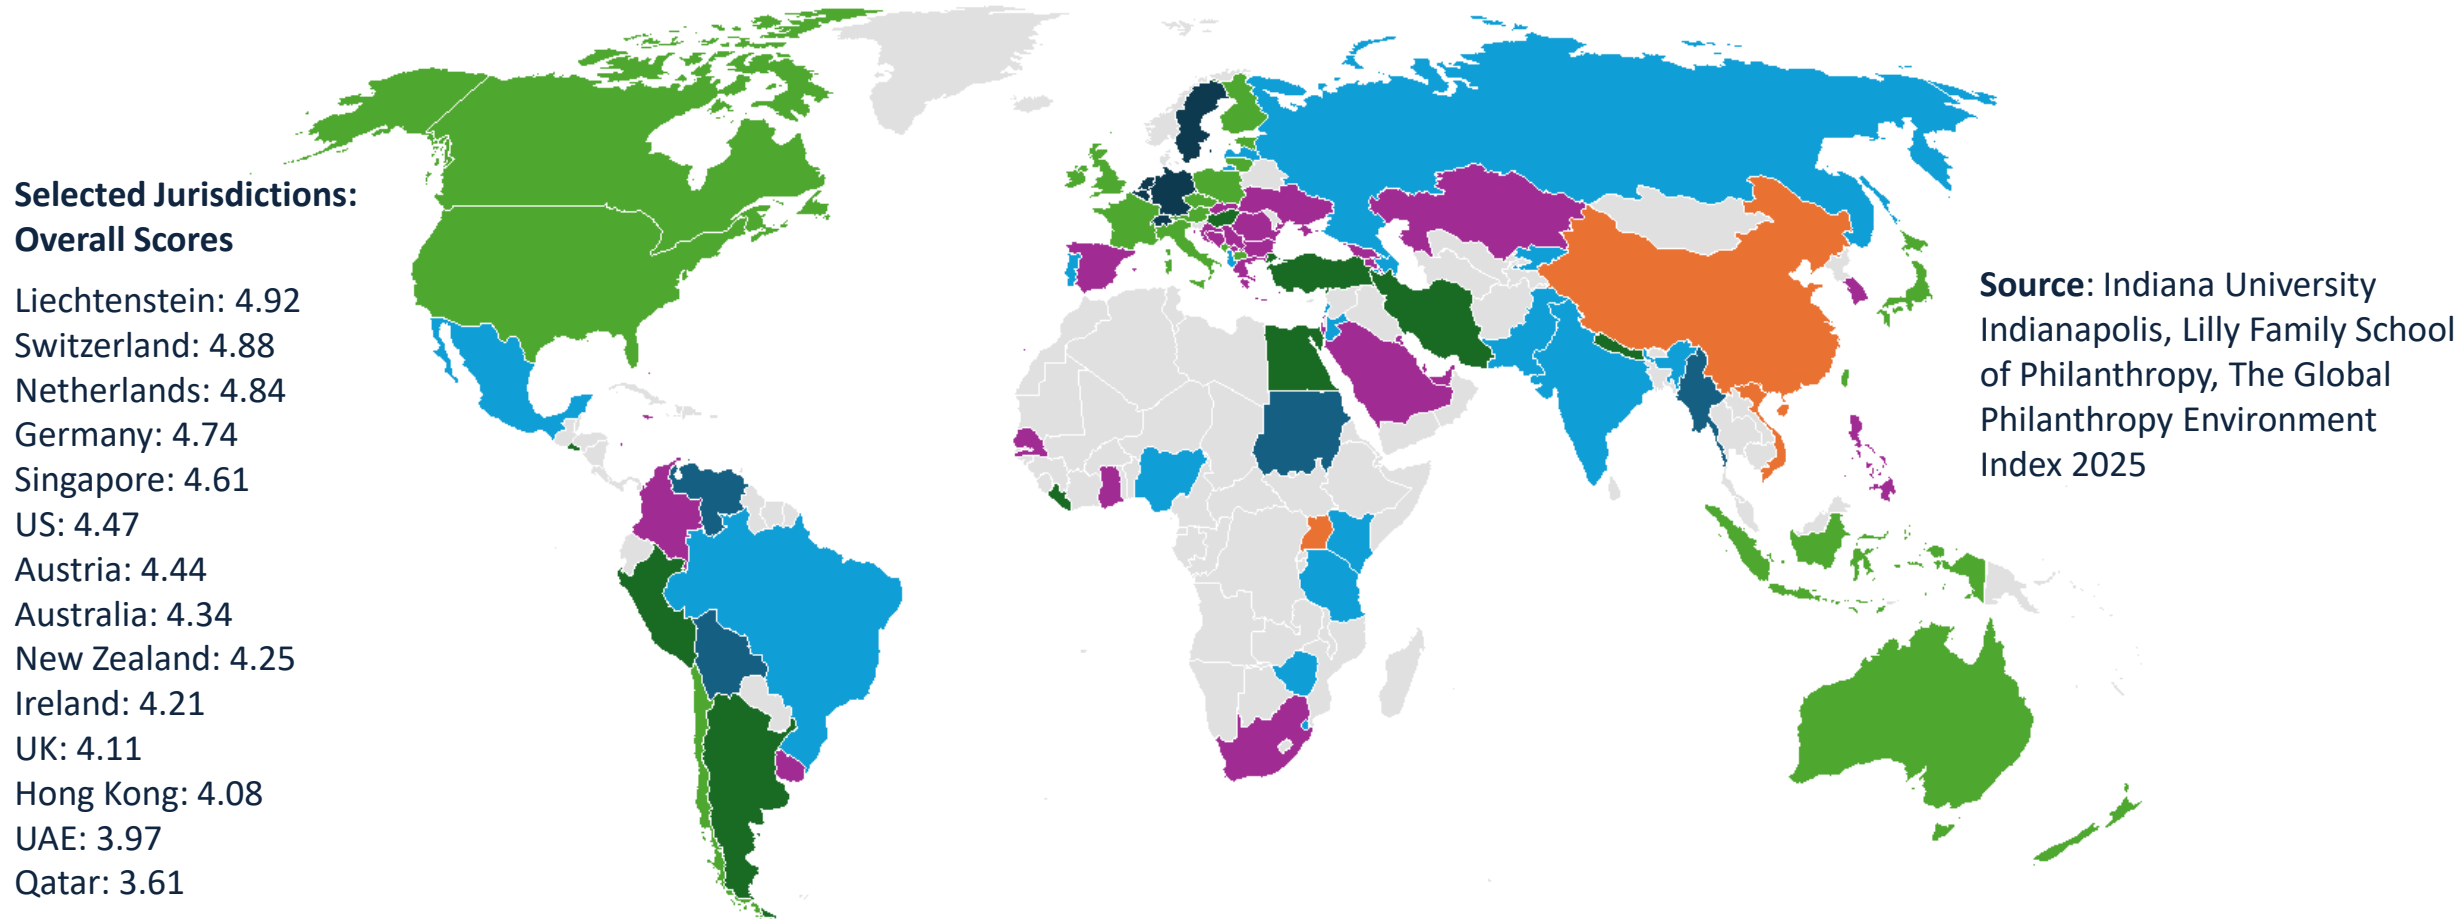 Selected Jurisdictions:
Overall Scores
Liechtenstein: 4.92
Switzerland: 4.88
Netherlands: 4.84
Germany: 4.74
Singapore: 4.61
US: 4.47
Austria: 4.44
Australia: 4.34
New Zealand: 4.25
Ireland: 4.21
UK: 4.11
Hong Kong: 4.08
UAE: 3.97
Qatar: 3.61
Source: Indiana University
Indianapolis, Lilly Family School
of Philanthropy, The Global
Philanthropy Environment
Index 2025